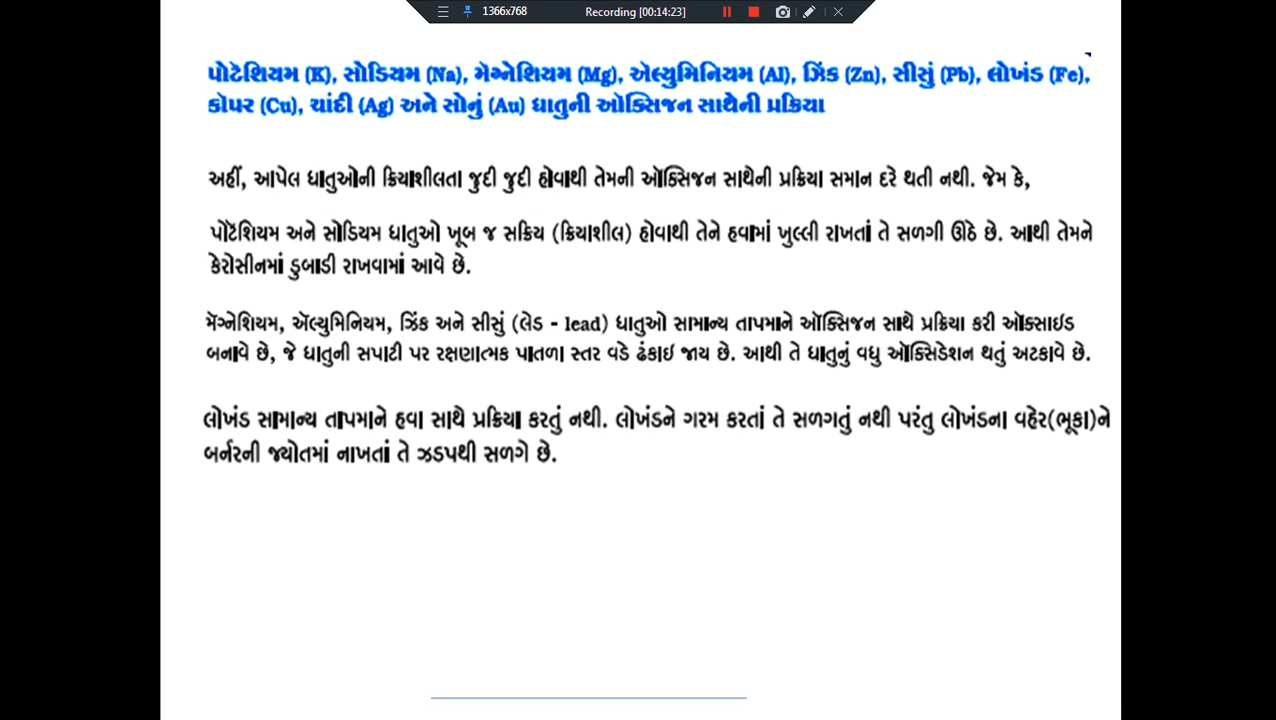 1366x768
Recording [00:14:23]
પોટેશિયમ (K), સોડિયમ (Na), મૅગ્નેશિયમ (Mg), ઍલ્યુમિનિયમ (Al), ઝિંક (Zn), સીસું (Pb), લોખંડ (Fe),
કૉપર (Cu), ચાંદી (Ag) અને સોનું (Au) ધાતુની ઑક્સિજન સાથેની પ્રક્રિયા
અહીં, આપેલ ધાતુઓની ક્રિયાશીલતા જુદી જુદી હોવાથી તેમની ઑક્સિજન સાથેની પ્રક્રિયા સમાન દરે થતી નથી. જેમ કે,
પોટૅશિયમ અને સોડિયમ ધાતુઓ ખૂબ જ સક્રિય (ક્રિયાશીલ) હોવાથી તેને હવામાં ખુલ્લી રાખતાં તે સળગી ઊઠે છે. આથી તેમને
કેરોસીનમાં ડુબાડી રાખવામાં આવે છે.
મૅગ્નેશિયમ, ઍલ્યુમિનિયમ, ઝિંક અને સીસું (લેડ - lead) ધાતુઓ સામાન્ય તાપમાને ઑક્સિજન સાથે પ્રક્રિયા કરી ઑક્સાઇડ
બનાવે છે, જે ધાતુની સપાટી પર રક્ષણાત્મક પાતળા સ્તર વડે ઢંકાઇ જાય છે. આથી તે ધાતુનું વધુ ઑક્સિડેશન થતું અટકાવે છે.
લોખંડ સામાન્ય તાપમાને હવા સાથે પ્રક્રિયા કરતું નથી. લોખંડને ગરમ કરતાં તે સળગતું નથી પરંતુ લોખંડના વહેર(ભૂકા)ને
બર્નરની જ્યોતમાં નાખતાં તે ઝડપથી સળગે છે.